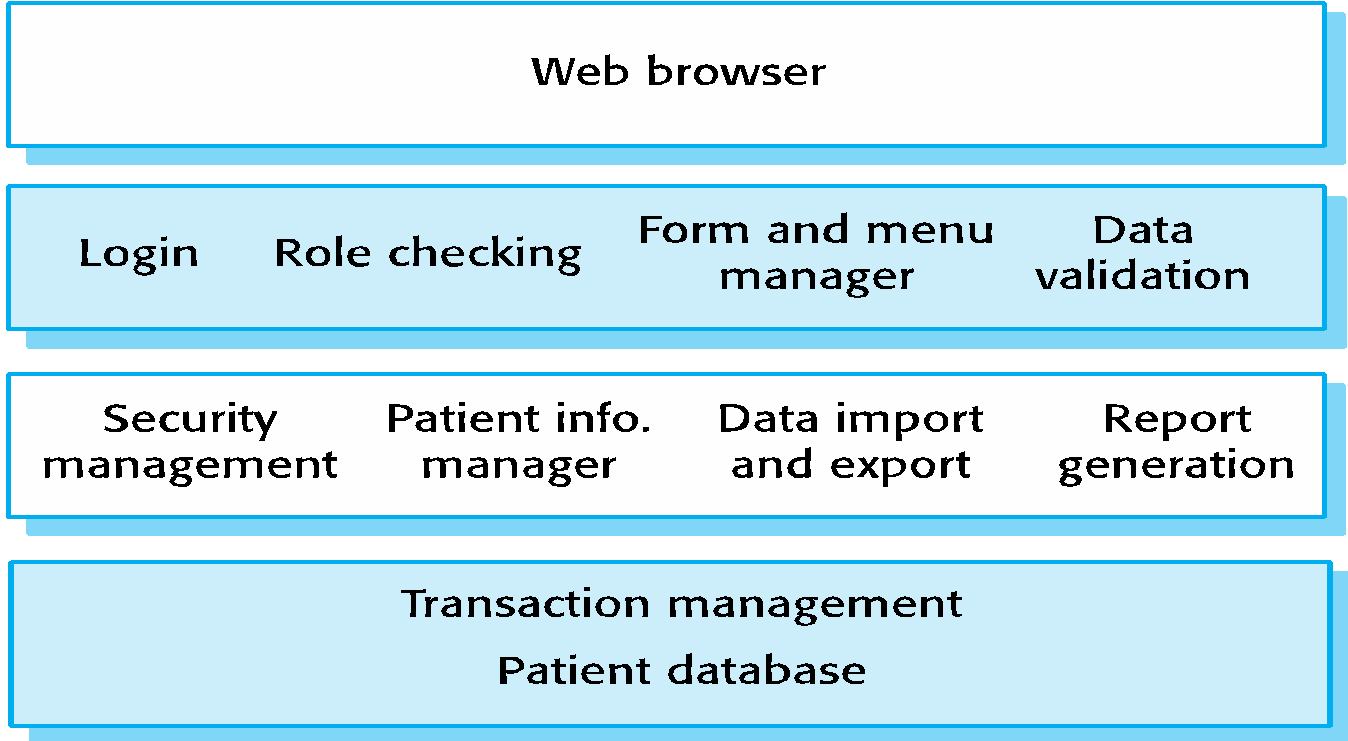 Web browser
Login
Role checking
Form and menu
manager
Data
validation
Security
management
Patient info.
manager
Data import
and export
Report
generation
Transaction management
Patient database